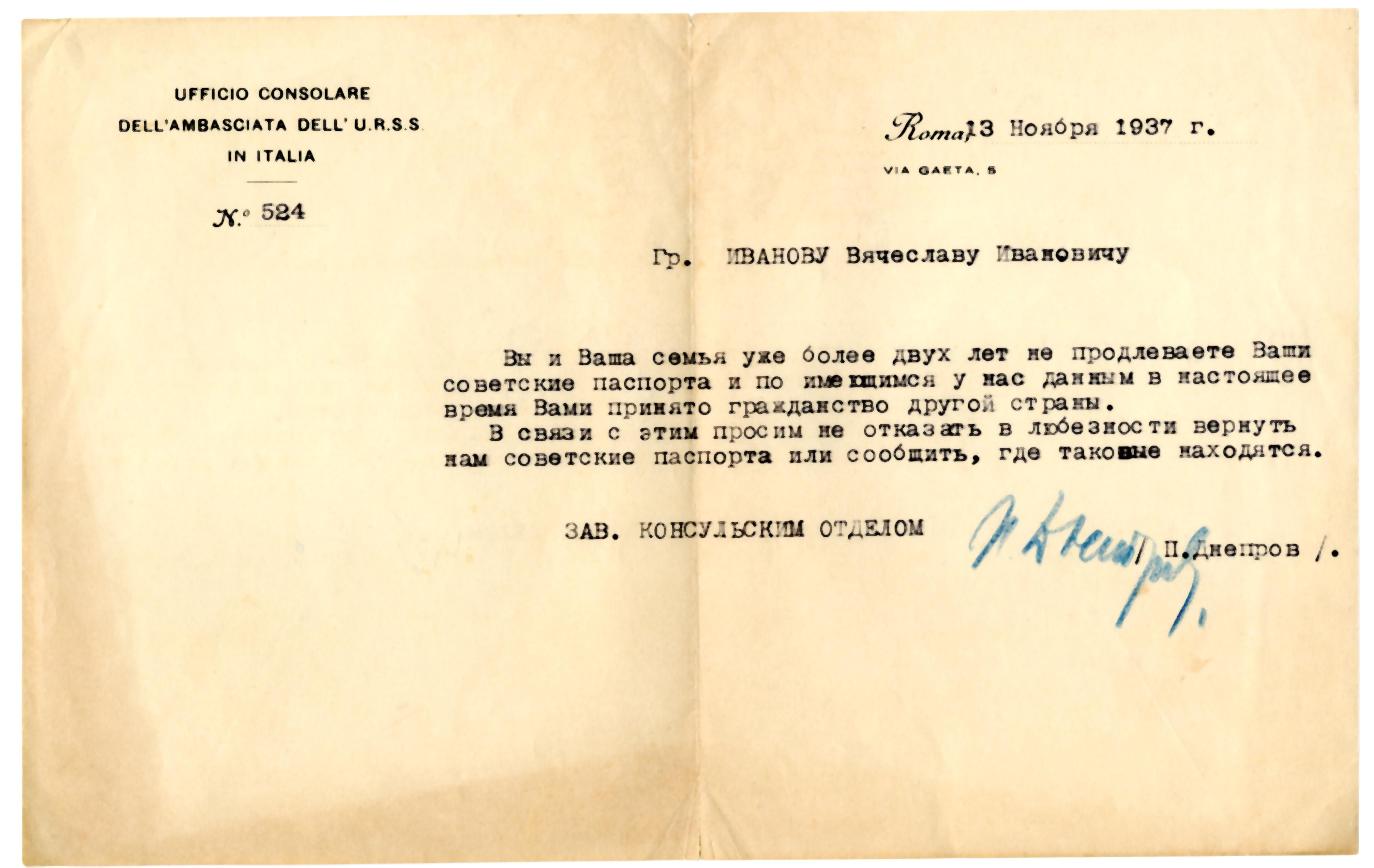 UFFICIO CONSOLARE
DELL'AMBASCIATA DELL' U.R.S.S.
IN ITALIA
N.º 524
Roma, 13 Ноября 1937 г.
VIA GAETA, 5
Гр. ИВАНОВУ Вячеславу Ивановичу
Вы и Ваша семья уже более двух лет не продлеваете Ваши
советские паспорта и по имеющимся у нас данным в настоящее
время Вами принято гражданство другой страны.
В связи с этим просим не отказать в любезности вернуть
нам советские паспорта или сообщить, где таковые находятся.
ЗАВ. КОНСУЛЬСКИМ ОТДЕЛОМ
П. Днепров
/ П.Днепров /.